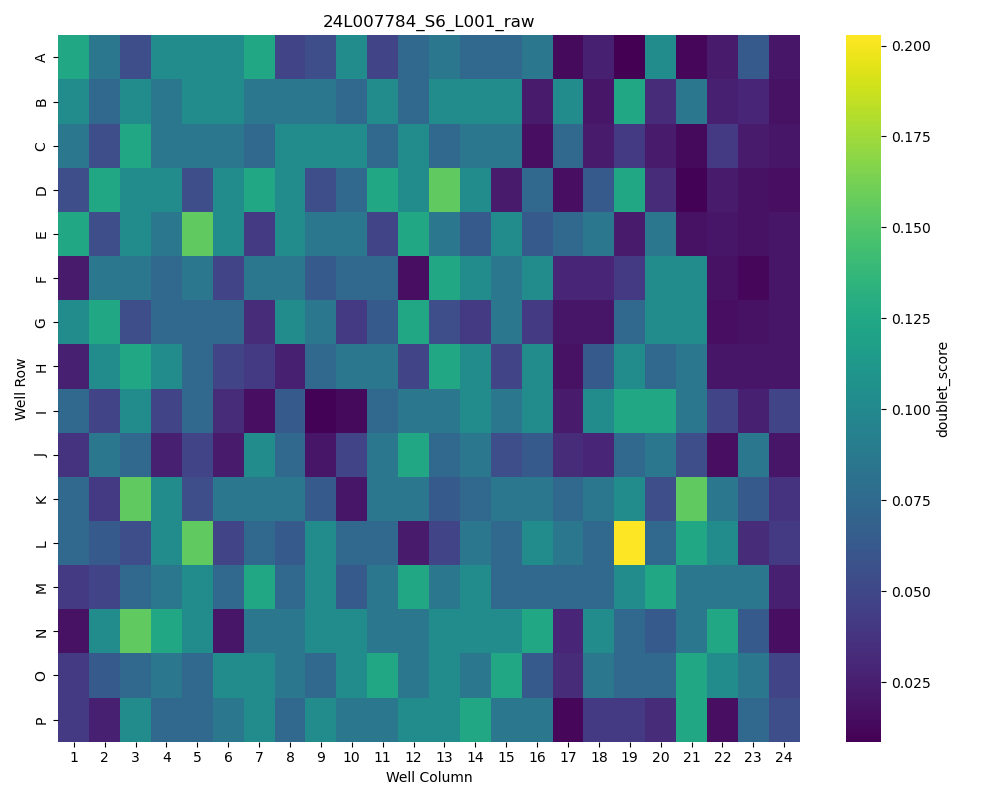 24L007784_S6_L001_raw
Well Row
A
B
C
D
E
F
G
H
I
J
K
L
M
N
O
P
1 2 3 4 5 6 7 8 9 10 11 12 13 14 15 16 17 18 19 20 21 22 23 24
Well Column
0.200
0.175
0.150
0.125
0.100
0.075
0.050
0.025
doublet_score